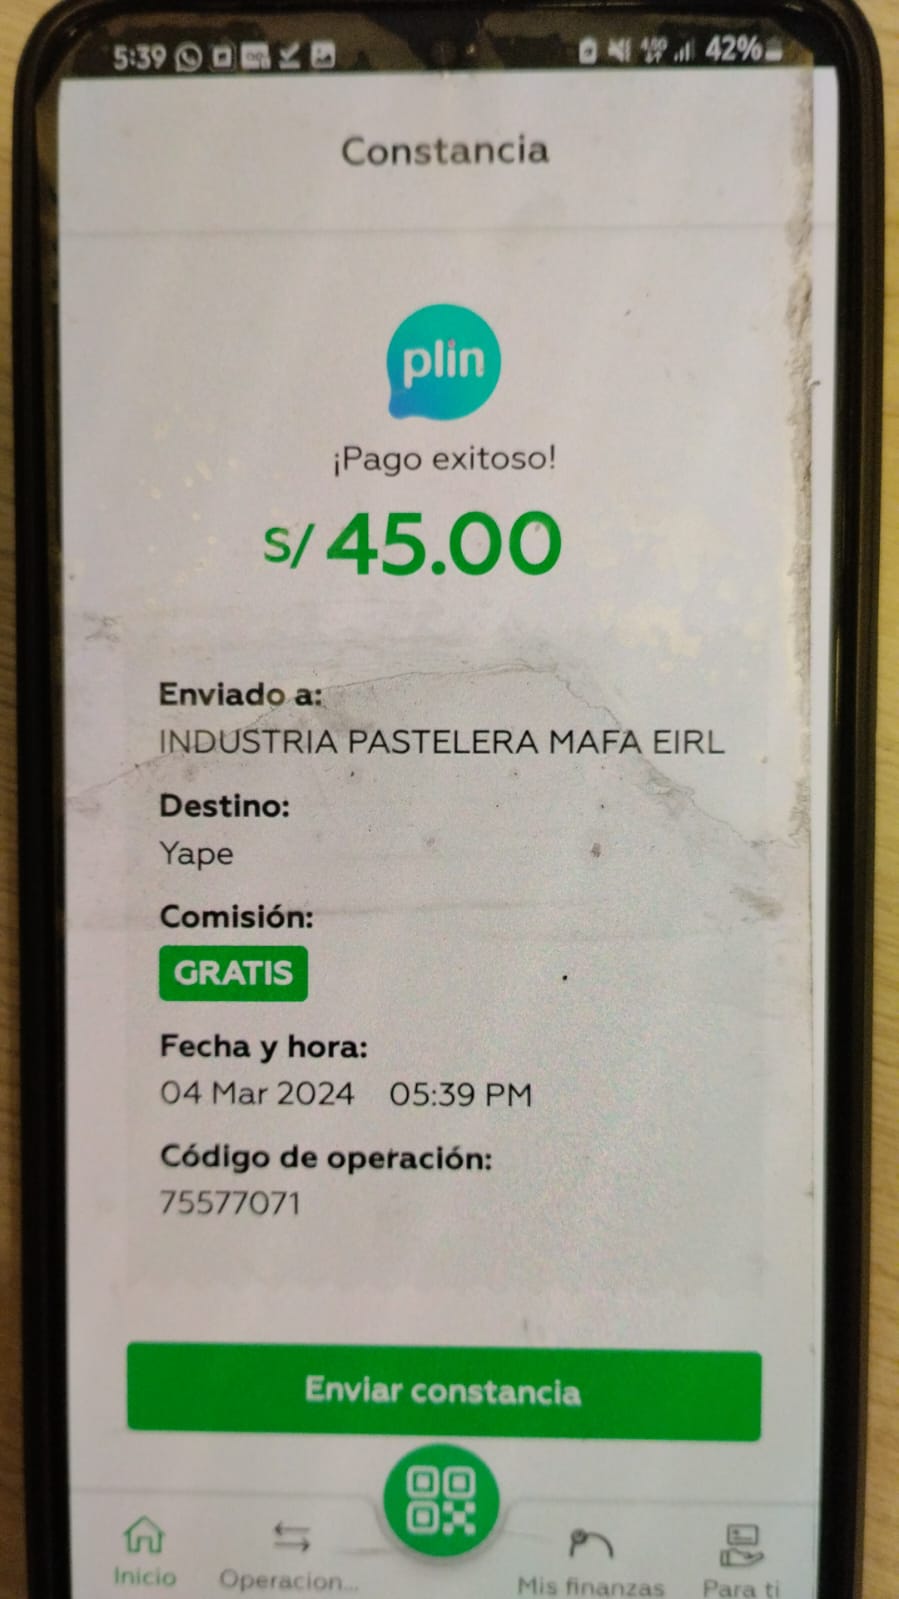 5:39
42%
Constancia
plin
¡Pago exitoso!
S/ 45.00
Enviado a:
INDUSTRIA PASTELERA MAFA EIRL
Destino:
Yape
Comisión:
GRATIS
Fecha y hora:
04 Mar 2024 05:39 PM
Código de operación:
75577071
Enviar constancia
Inicio
Operacion...
Mis finanzas
Para ti